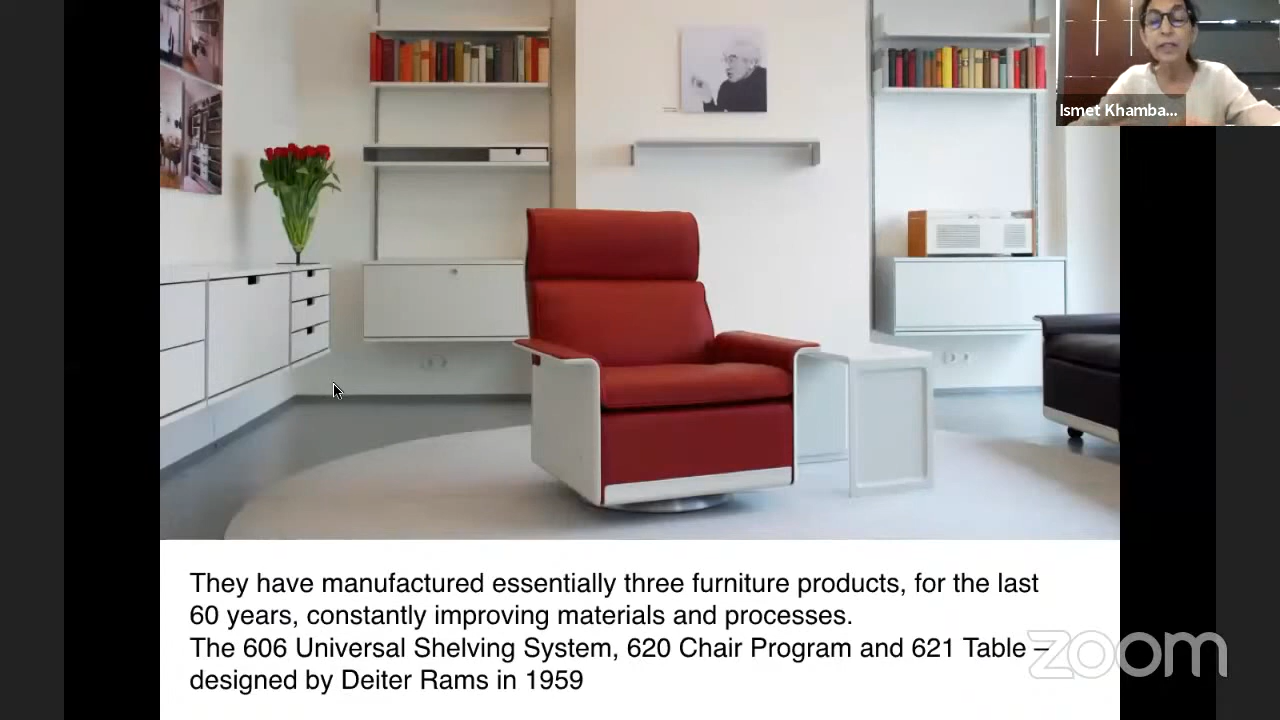 Ismet Khamba...
They have manufactured essentially three furniture products, for the last
60 years, constantly improving materials and processes.
The 606 Universal Shelving System, 620 Chair Program and 621 Table –
designed by Deiter Rams in 1959
zoom